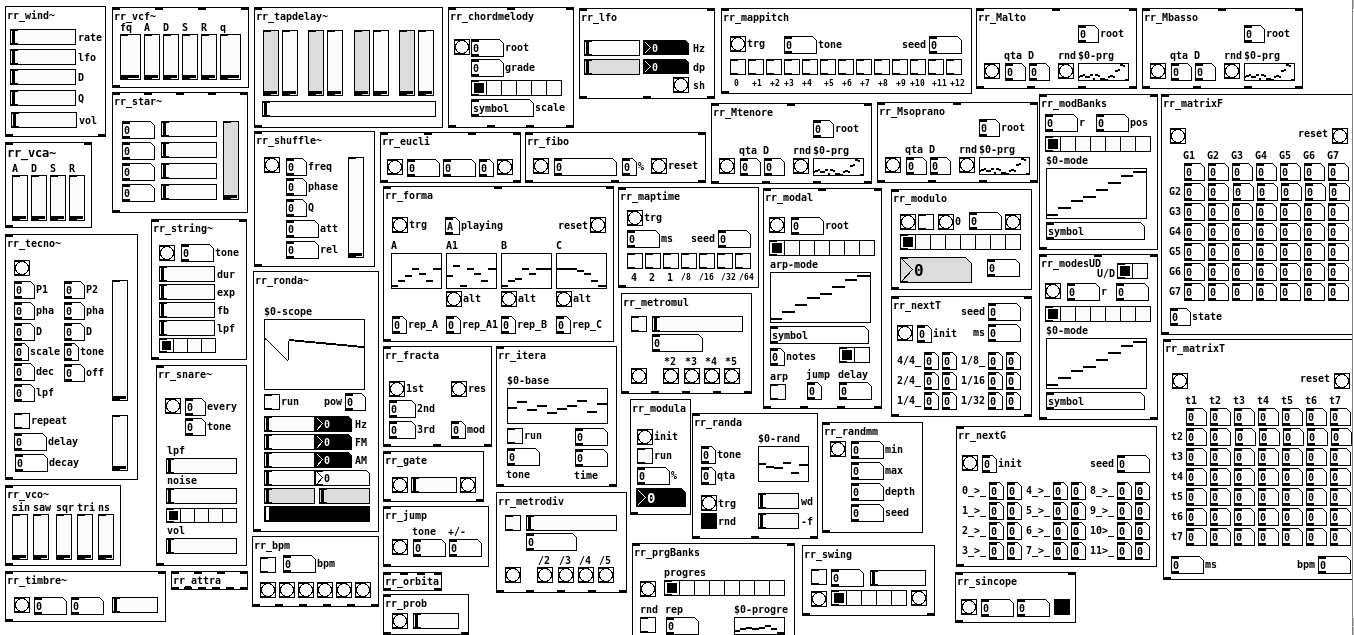 rr_wind~
rate
lfo
D
Q
vol
rr_vcf~
fq A D S R q
rr_tapdelay~
rr_chordmelody
0 root
0 grade
symbol scale
rr_lfo
0 Hz
0 dp
sh
rr_mappitch
trg 0 tone seed 0
0 +1 +2 +3 +4 +5 +6 +7 +8 +9 +10 +11 +12
rr_Malto
0 root
qta D rnd $0-prg
0 0
rr_Mbasso
0 root
qta D rnd $0-prg
0 0
rr_vca~
A D S R
rr_star~
0
0
0
0
rr_shuffle~
0 freq
0 phase
0 Q
0 att
0 rel
rr_eucli
0 0 0
rr_fibo
0 0 % reset
rr_Mtenore
0 root
qta D rnd $0-prg
0 0
rr_Msoprano
0 root
qta D rnd $0-prg
0 0
rr_modBanks
0 r 0 pos
$0-mode
symbol
rr_matrixF
reset
G1 G2 G3 G4 G5 G6 G7
0 0 0 0 0 0 0
G2 0 0 0 0 0 0 0
G3 0 0 0 0 0 0 0
G4 0 0 0 0 0 0 0
G5 0 0 0 0 0 0 0
G6 0 0 0 0 0 0 0
G7 0 0 0 0 0 0 0
0 state
rr_tecno~
0 P1 0 P2
0 pha 0 pha
0 D 0 D
0 scale 0 tone
0 dec 0 off
0 lpf
repeat
0 delay
0 decay
rr_string~
0 tone
dur
exp
fb
lpf
rr_ronda~
$0-scope
run pow 0
0 Hz
0 FM
0 AM
0
rr_forma
trg A playing reset
A A1 B C
alt alt alt
0 rep_A 0 rep_A1 0 rep_B 0 rep_C
rr_maptime
trg
0 ms seed 0
4 2 1 /8 /16 /32 /64
rr_modal
0 root
arp-mode
symbol
0 notes
arp jump delay
0 0
rr_modulo
0 0
0 0
rr_modesUD
U/D
0 r 0
$0-mode
symbol
rr_metromul
0
*2 *3 *4 *5
rr_nextT
seed 0
0 init ms 0
4/4_ 0 0 1/8_ 0 0
2/4_ 0 0 1/16 0 0
1/4_ 0 0 1/32 0 0
rr_matrixT
reset
t1 t2 t3 t4 t5 t6 t7
0 0 0 0 0 0 0
t2 0 0 0 0 0 0 0
t3 0 0 0 0 0 0 0
t4 0 0 0 0 0 0 0
t5 0 0 0 0 0 0 0
t6 0 0 0 0 0 0 0
t7 0 0 0 0 0 0 0
0 ms bpm 0
rr_snare~
0 every
0 tone
lpf
noise
vol
rr_fracta
1st res
0 2nd
0 3rd 0 mod
rr_itera
$0-base
run 0
0 0
tone time
rr_modula
init
run
0 %
0
rr_randa
$0-rand
0 tone
0 qta
trg wd
rnd -f
rr_randmm
0 min
0 max
0 depth
0 seed
rr_nextG
0 init seed 0
0_>_ 0 0 4_>_ 0 0 8_>_ 0 0
1_>_ 0 0 5_>_ 0 0 9_>_ 0 0
2_>_ 0 0 6_>_ 0 0 10>_ 0 0
3_>_ 0 0 7_>_ 0 0 11>_ 0 0
rr_vco~
sin saw sqr tri ns
rr_gate
rr_metrodiv
0
/2 /3 /4 /5
rr_jump
tone +/-
0 0
rr_timbre~
0 0
rr_attra
rr_bpm
0 bpm
rr_orbita
rr_prob
rr_prgBanks
progres
rnd rep $0-progre
0
rr_swing
0
rr_sincope
0 0